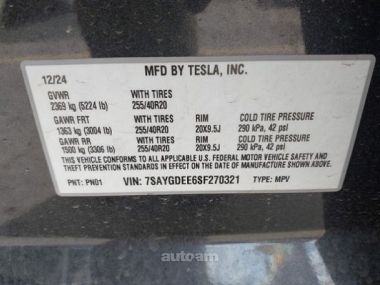 MFD BY TESLA, INC.
12/24
GVWR WITH TIRES
2369 kg (5224 lb) 255/40R20
GAWR FRT WITH TIRES RIM COLD TIRE PRESSURE
1363 kg (3004 lb) 255/40R20 20X9.5J 290 kPa, 42 psi
GAWR RR WITH TIRES RIM COLD TIRE PRESSURE
1500 kg (3306 lb) 255/40R20 20X9.5J 290 kPa, 42 psi
THIS VEHICLE CONFORMS TO ALL APPLICABLE U.S. FEDERAL MOTOR VEHICLE SAFETY AND
THEFT PREVENTION STANDARDS IN EFFECT ON THE DATE OF MANUFACTURE SHOWN ABOVE.
PNT: PN01 VIN: 7SAYGDEE6SF270321 TYPE: MPV
autoam